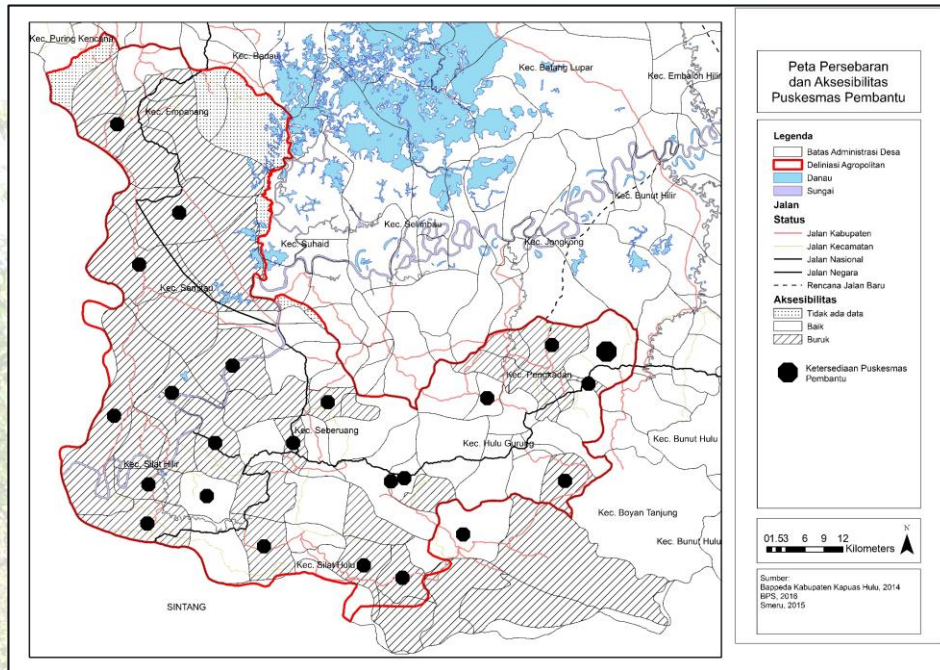 Kec. Puring Kencana
Kec. Badau
Kec. Batang Lupar
Kec. Embaloh Hilir
Kec. Empanang
Kec. Bunut Hilir
Kec. Selimbau
Kec. Suhaid
Kec. Jongkong
Kec. Semitau
Kec. Pengkadan
Kec. Seberuang
Kec. Hulu Gurung
Kec. Bunut Hulu
Kec. Silat Hilir
Kec. Boyan Tanjung
Kec. Bunut Hulu
Kec. Silat Hulu
SINTANG
Peta Persebaran
dan Aksesibilitas
Puskesmas Pembantu
Legenda
Batas Administrasi Desa
Deliniasi Agropolitan
Danau
Sungai
Jalan
Status
Jalan Kabupaten
Jalan Kecamatan
Jalan Nasional
Jalan Negara
Rencana Jalan Baru
Aksesibilitas
Tidak ada data
Baik
Buruk
Ketersediaan Puskesmas
Pembantu
01.53 6 9 12
Kilometers
N
Sumber:
Bappeda Kabupaten Kapuas Hulu, 2014
BPS, 2016
Smeru, 2015